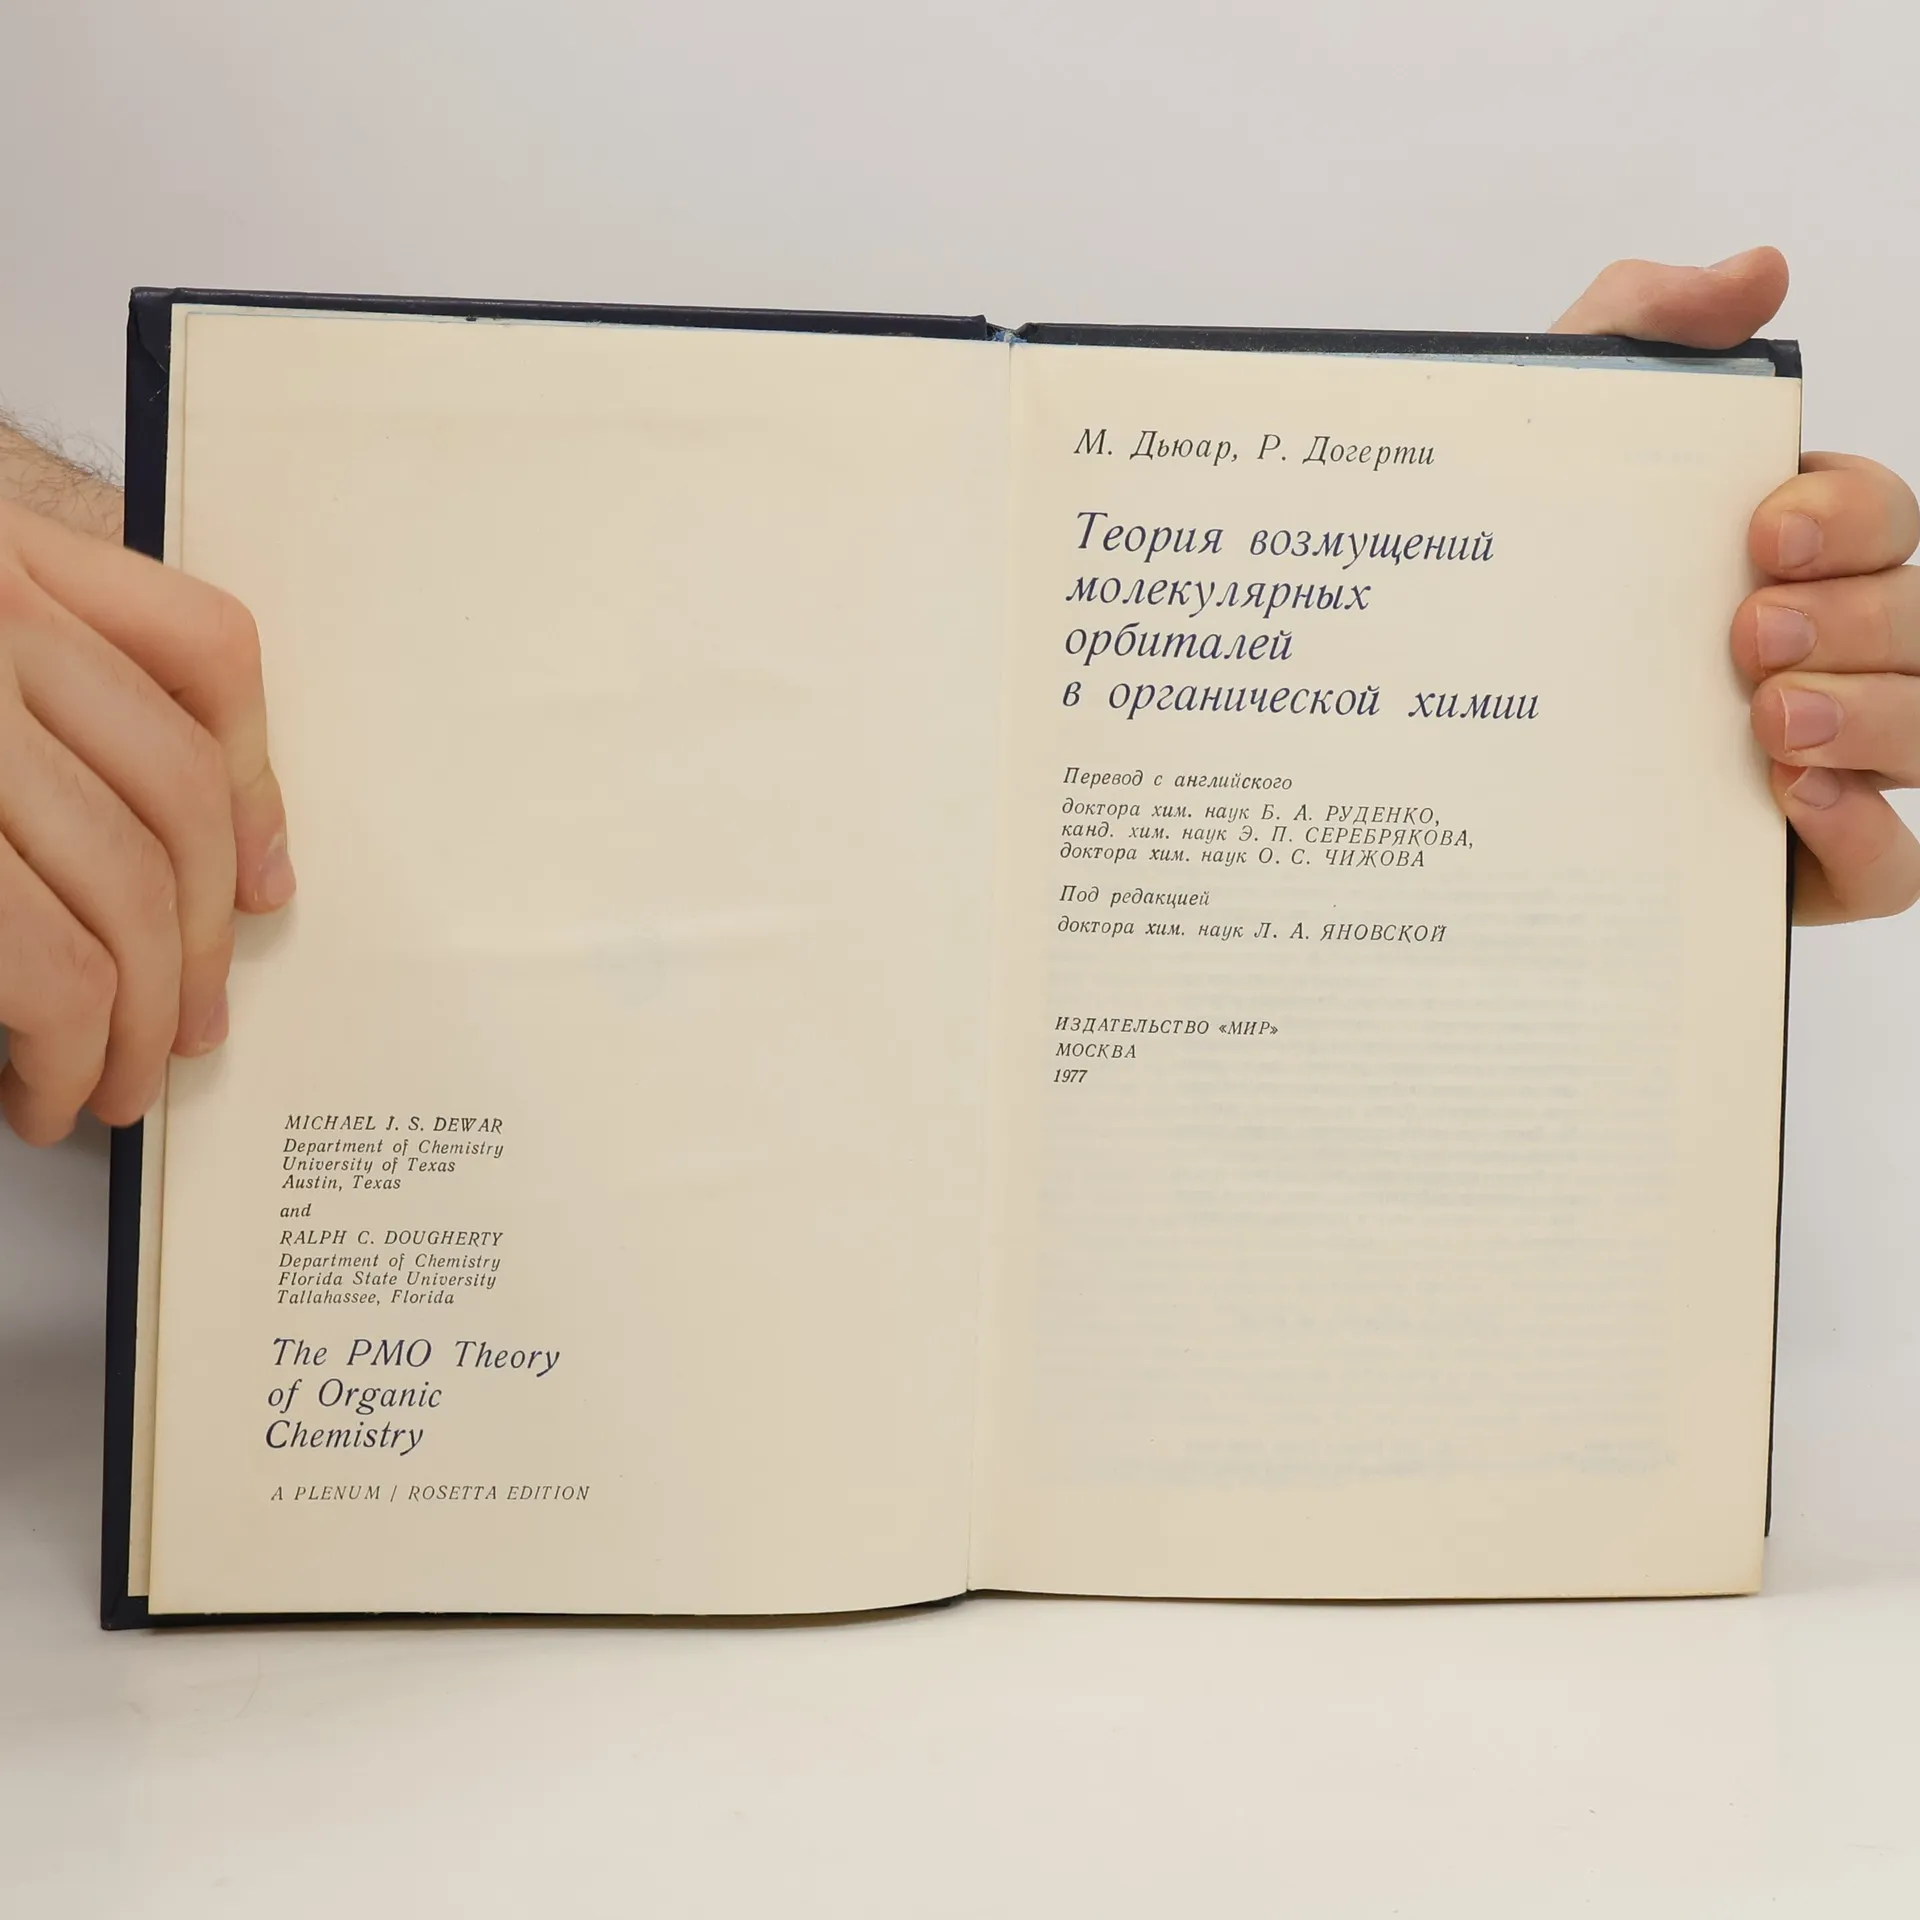 MICHAEL J. S. DEWAR
Department of Chemistry
University of Texas
Austin, Texas
and
RALPH C. DOUGHERTY
Department of Chemistry
Florida State University
Tallahassee, Florida
The PMO Theory
of Organic
Chemistry
A PLENUM / ROSETTA EDITION
М. Дьюар, Р. Догерти
Теория возмущений
молекулярных
орбиталей
в органической химии
Перевод с английского
доктора хим. наук Б. А. РУДЕНКО,
канд. хим. наук Э. П. СЕРЕБРЯКОВА,
доктора хим. наук О. С. ЧИЖОВА
Под редакцией
доктора хим. наук Л. А. ЯНОВСКОЙ
ИЗДАТЕЛЬСТВО «МИР»
МОСКВА
1977